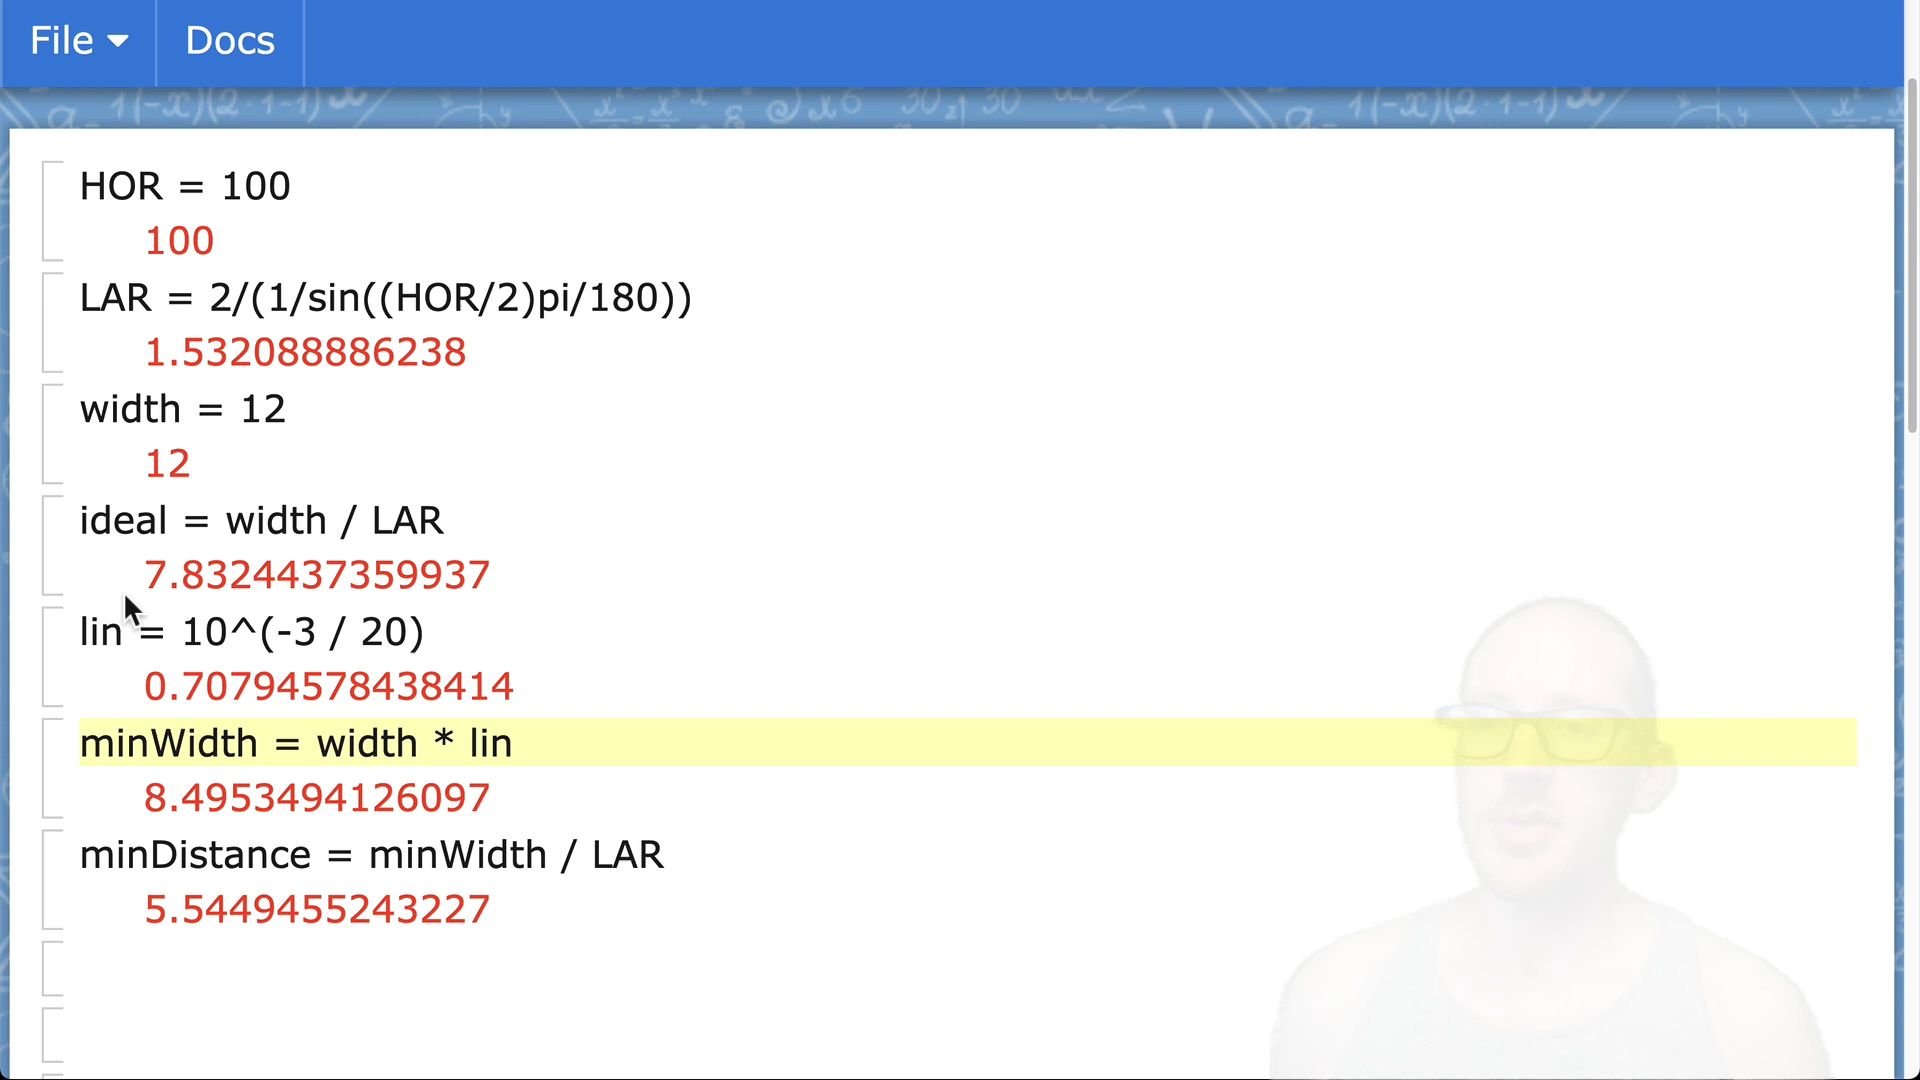 File Docs
HOR = 100
100
LAR = 2/(1/sin((HOR/2)pi/180))
1.532088886238
width = 12
12
ideal = width / LAR
7.8324437359937
lin = 10^(-3 / 20)
0.70794578438414
minWidth = width * lin
8.4953494126097
minDistance = minWidth / LAR
5.5449455243227